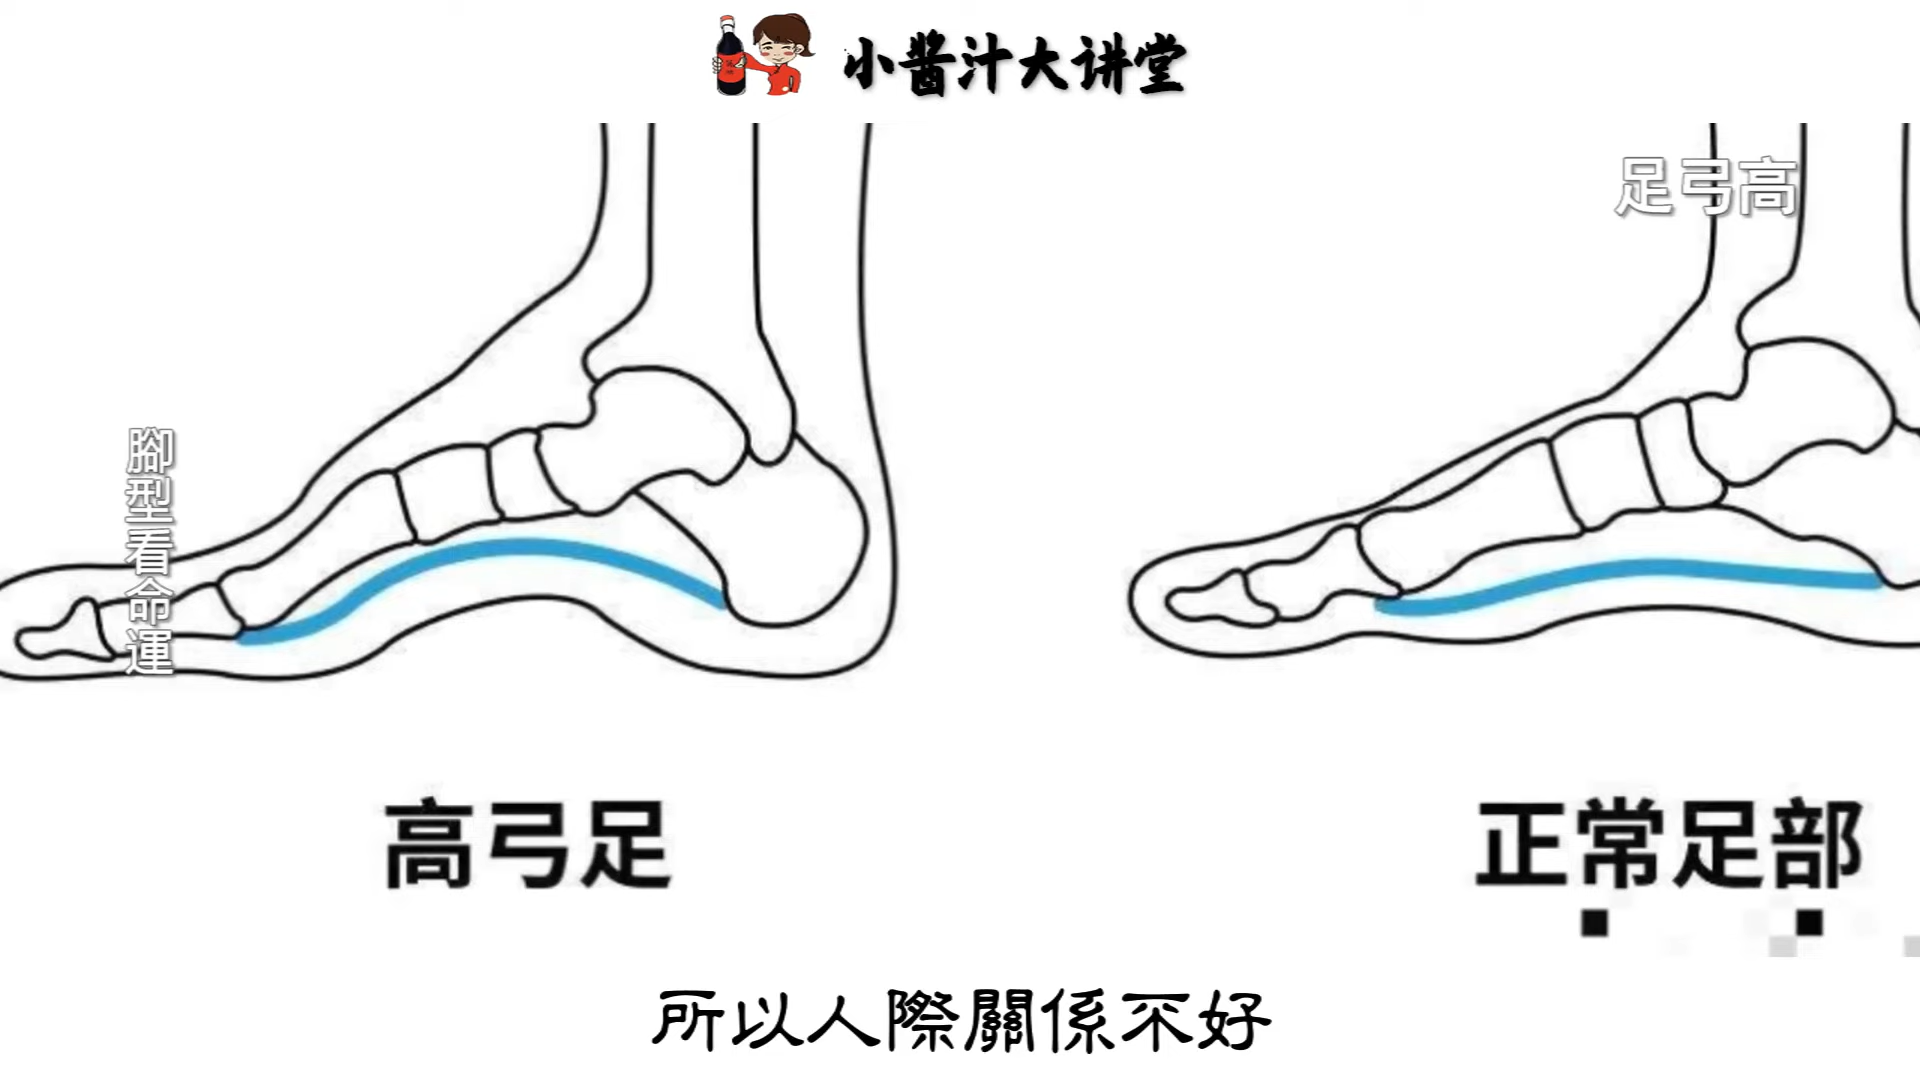 小酱汁大讲堂
足弓高
腳型看命運
高弓足
正常足部
所以人際關係不好